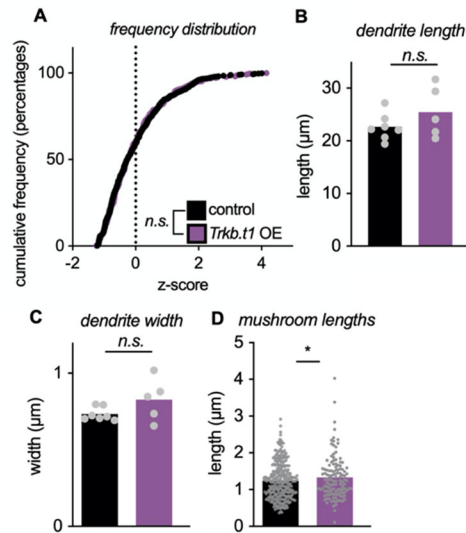 A
frequency distribution
cumulative frequency (percentages)
100
50
0
-2
0
2
4
z-score
n.s.
control
Trkb.t1 OE
B
dendrite length
n.s.
length (μm)
30
20
10
0
C
dendrite width
n.s.
width (μm)
1
0
D
mushroom lengths
*
length (μm)
5
4
3
2
1
0